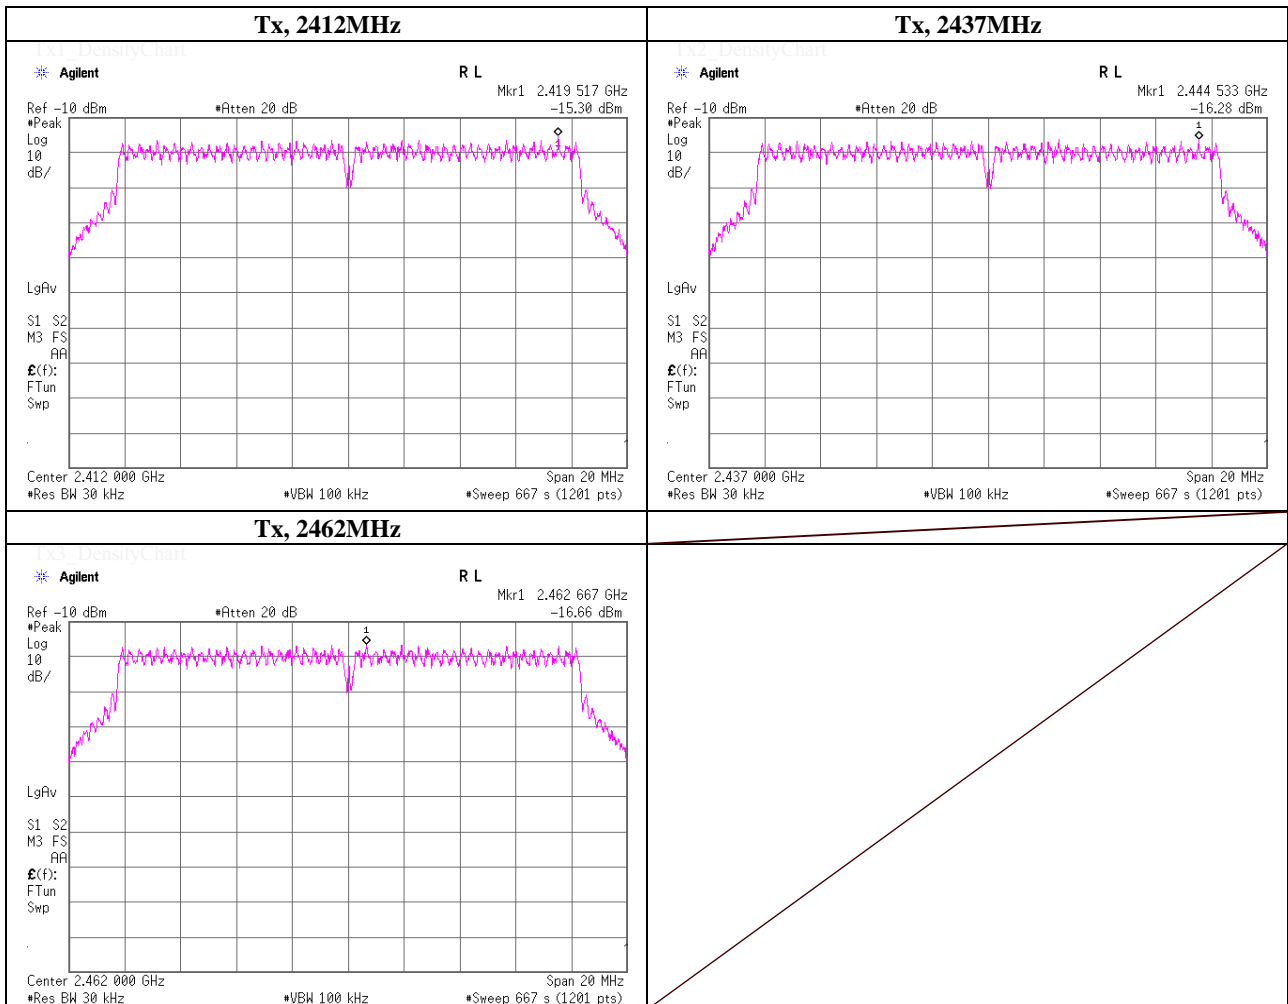 Tx, 2412MHz
Tx1_DensityChart
Agilent
R L
Mkr1 2.419 517 GHz
Ref -10 dBm #Atten 20 dB -15.30 dBm
#Peak
Log
10
dB/
1
LgAv
S1 S2
M3 FS
AA
£(f):
FTun
Swp
Center 2.412 000 GHz Span 20 MHz
#Res BW 30 kHz #VBW 100 kHz #Sweep 667 s (1201 pts)
Tx, 2437MHz
Tx2_DensityChart
Agilent
R L
Mkr1 2.444 533 GHz
Ref -10 dBm #Atten 20 dB -16.28 dBm
#Peak
Log
10
dB/
1
LgAv
S1 S2
M3 FS
AA
£(f):
FTun
Swp
Center 2.437 000 GHz Span 20 MHz
#Res BW 30 kHz #VBW 100 kHz #Sweep 667 s (1201 pts)
Tx, 2462MHz
Tx3_DensityChart
Agilent
R L
Mkr1 2.462 667 GHz
Ref -10 dBm #Atten 20 dB -16.66 dBm
#Peak
Log
10
dB/
1
LgAv
S1 S2
M3 FS
AA
£(f):
FTun
Swp
Center 2.462 000 GHz Span 20 MHz
#Res BW 30 kHz #VBW 100 kHz #Sweep 667 s (1201 pts)